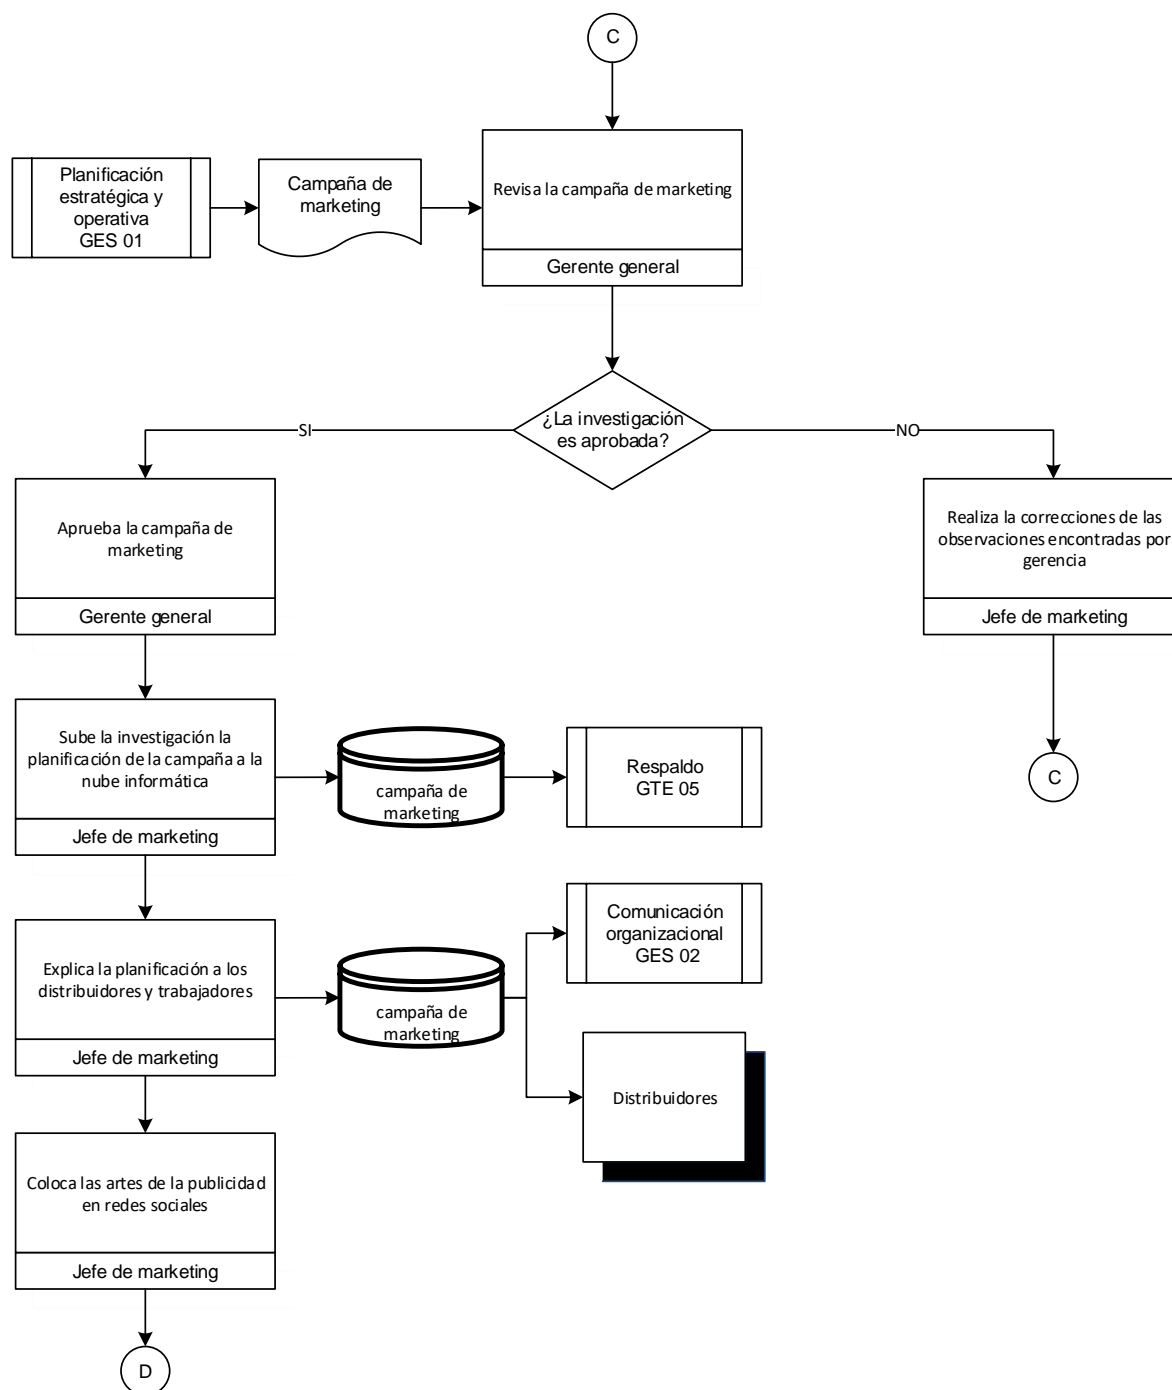 C
Planificación
estratégica y
operativa
GES 01
Campaña de
marketing
Revisa la campaña de marketing
Gerente general
¿La investigación
es aprobada?
SI
NO
Aprueba la campaña de
marketing
Gerente general
Realiza la correcciones de las
observaciones encontradas por
gerencia
Jefe de marketing
Sube la investigación la
planificación de la campaña a la
nube informática
Jefe de marketing
campaña de
marketing
Respaldo
GTE 05
C
Explica la planificación a los
distribuidores y trabajadores
Jefe de marketing
campaña de
marketing
Comunicación
organizacional
GES 02
Distribuidores
Coloca las artes de la publicidad
en redes sociales
Jefe de marketing
D